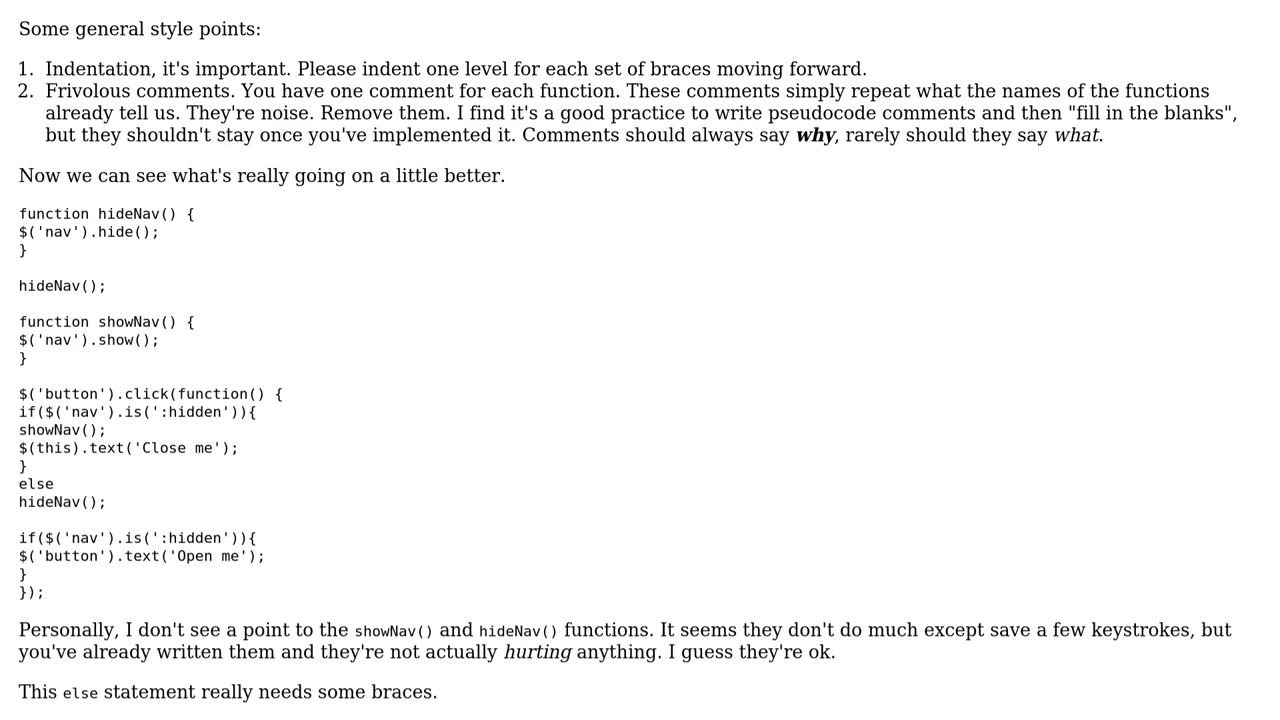 Some general style points:
1. Indentation, it's important. Please indent one level for each set of braces moving forward.
2. Frivolous comments. You have one comment for each function. These comments simply repeat what the names of the functions
already tell us. They're noise. Remove them. I find it's a good practice to write pseudocode comments and then "fill in the blanks",
but they shouldn't stay once you've implemented it. Comments should always say why, rarely should they say what.
Now we can see what's really going on a little better.
function hideNav() {
$('nav').hide();
}
hideNav();
function showNav() {
$('nav').show();
}
$('button').click(function() {
if($('nav').is(':hidden')){
showNav();
$(this).text('Close me');
}
else
hideNav();
if($('nav').is(':hidden')){
$('button').text('Open me');
}
});
Personally, I don't see a point to the showNav() and hideNav() functions. It seems they don't do much except save a few keystrokes, but
you've already written them and they're not actually hurting anything. I guess they're ok.
This else statement really needs some braces.